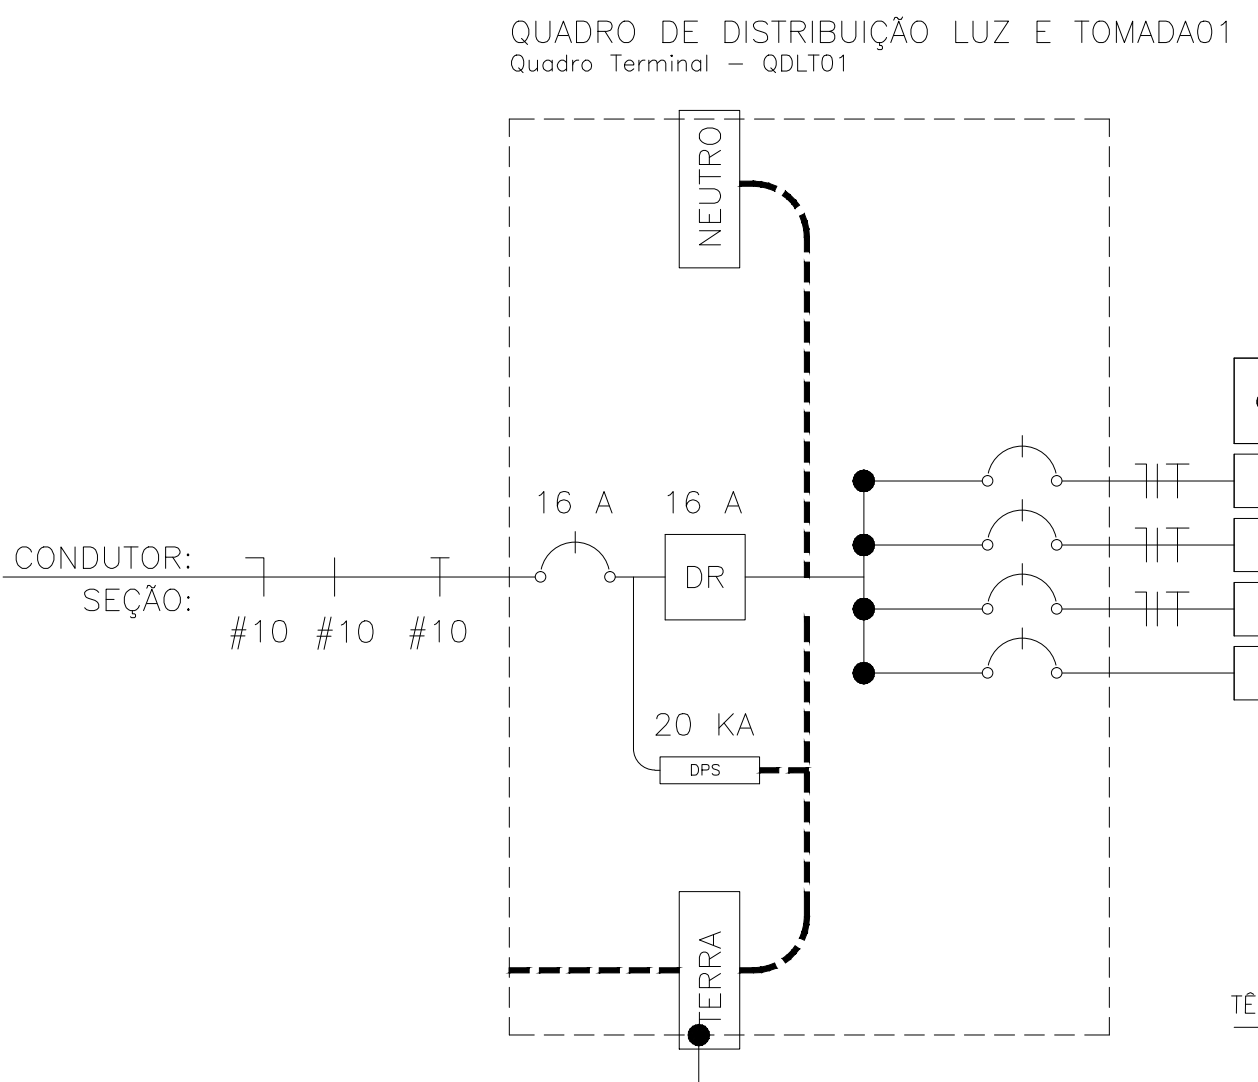 QUADRO DE DISTRIBUIÇÃO LUZ E TOMADA01
Quadro Terminal – QDLT01
NEUTRO
16 A
16 A
CONDUTOR:
DR
SEÇÃO:
#10
#10
#10
20 KA
DPS
TERRA
TÊ